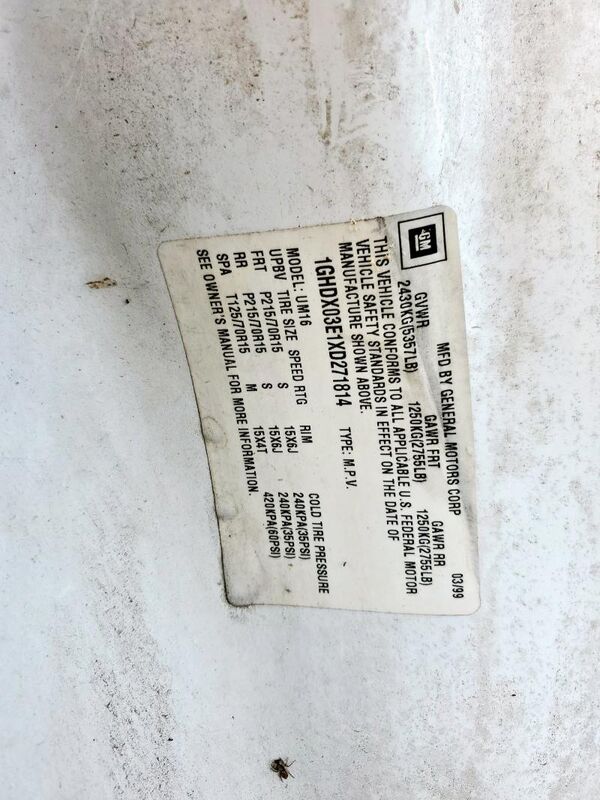 GM
MFD BY GENERAL MOTORS CORP 03/99
GVWR GAWR FRT GAWR RR
2430KG(5357LB) 1250KG(2755LB) 1250KG(2755LB)
THIS VEHICLE CONFORMS TO ALL APPLICABLE U.S. FEDERAL MOTOR
VEHICLE SAFETY STANDARDS IN EFFECT ON THE DATE OF
MANUFACTURE SHOWN ABOVE.
1GHDX03E1XD271814 TYPE: M.P.V.
MODEL: UM16
UPBV TIRE SIZE SPEED RTG RIM COLD TIRE PRESSURE
FRT P215/70R15 S 15X6J 240KPA(35PSI)
RR P215/70R15 S 15X6J 240KPA(35PSI)
SPA T125/70R15 M 15X4T 420KPA(60PSI)
SEE OWNER'S MANUAL FOR MORE INFORMATION.